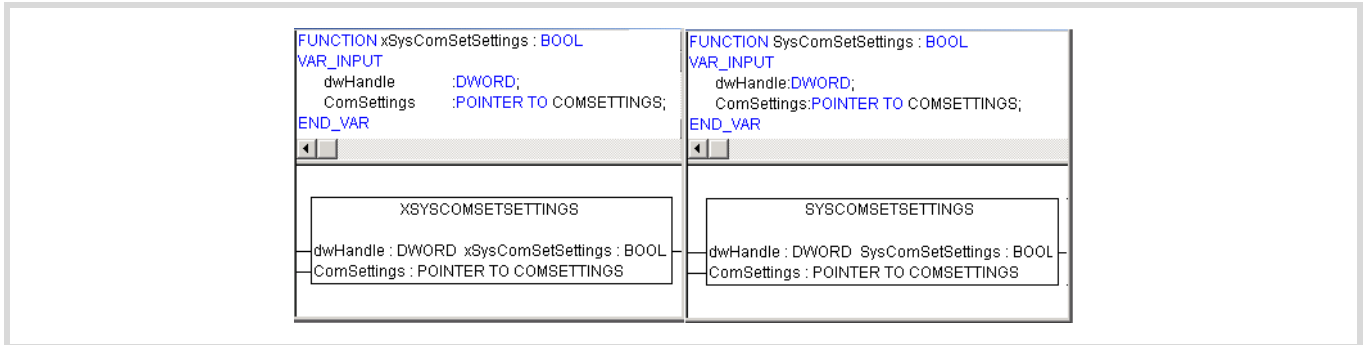 FUNCTION xSysComSetSettings : BOOL
VAR_INPUT
dwHandle :DWORD;
ComSettings :POINTER TO COMSETTINGS;
END_VAR
XSYSCOMSETSETTINGS
dwHandle : DWORD xSysComSetSettings : BOOL
ComSettings : POINTER TO COMSETTINGS
FUNCTION SysComSetSettings : BOOL
VAR_INPUT
dwHandle:DWORD;
ComSettings:POINTER TO COMSETTINGS;
END_VAR
SYSCOMSETSETTINGS
dwHandle : DWORD SysComSetSettings : BOOL
ComSettings : POINTER TO COMSETTINGS